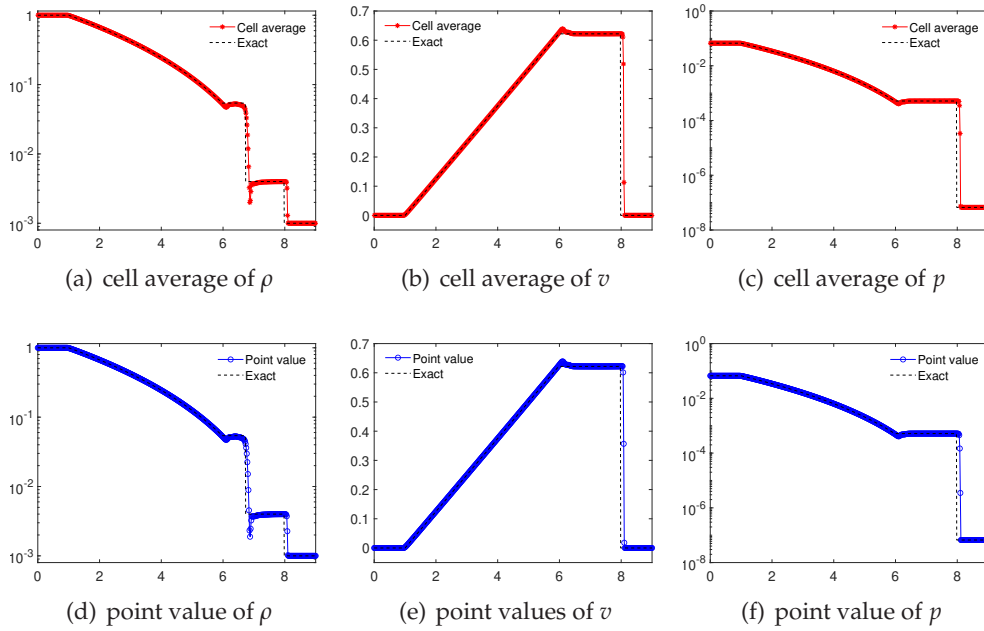 1
10⁻¹
10⁻²
10⁻³
0 2 4 6 8
Cell average
Exact
(a) cell average of ρ
0.7
0.6
0.5
0.4
0.3
0.2
0.1
0
0 2 4 6 8
Cell average
Exact
(b) cell average of v
10⁰
10⁻²
10⁻⁴
10⁻⁶
10⁻⁸
0 2 4 6 8
Cell average
Exact
(c) cell average of p
1
10⁻¹
10⁻²
10⁻³
0 2 4 6 8
Point value
Exact
(d) point value of ρ
0.7
0.6
0.5
0.4
0.3
0.2
0.1
0
0 2 4 6 8
Point value
Exact
(e) point values of v
10⁰
10⁻²
10⁻⁴
10⁻⁶
10⁻⁸
0 2 4 6 8
Point value
Exact
(f) point value of p